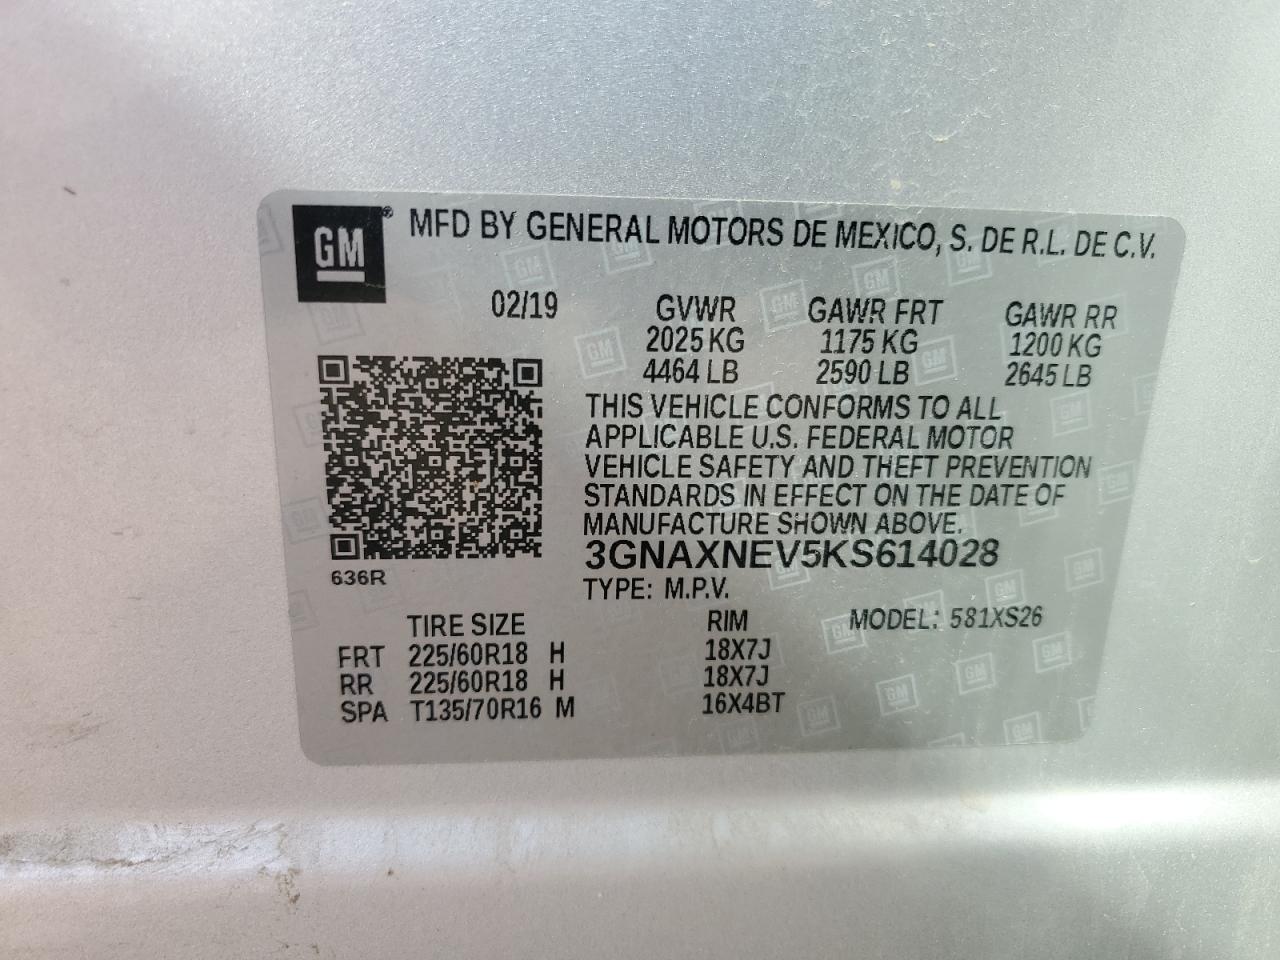 GM® MFD BY GENERAL MOTORS DE MEXICO, S. DE R.L. DE C.V.
02/19 GVWR GAWR FRT GAWR RR
2025 KG 1175 KG 1200 KG
4464 LB 2590 LB 2645 LB
THIS VEHICLE CONFORMS TO ALL
APPLICABLE U.S. FEDERAL MOTOR
VEHICLE SAFETY AND THEFT PREVENTION
STANDARDS IN EFFECT ON THE DATE OF
MANUFACTURE SHOWN ABOVE.
3GNAXNEV5KS614028
636R TYPE: M.P.V.
TIRE SIZE RIM MODEL: 581XS26
FRT 225/60R18 H 18X7J
RR 225/60R18 H 18X7J
SPA T135/70R16 M 16X4BT